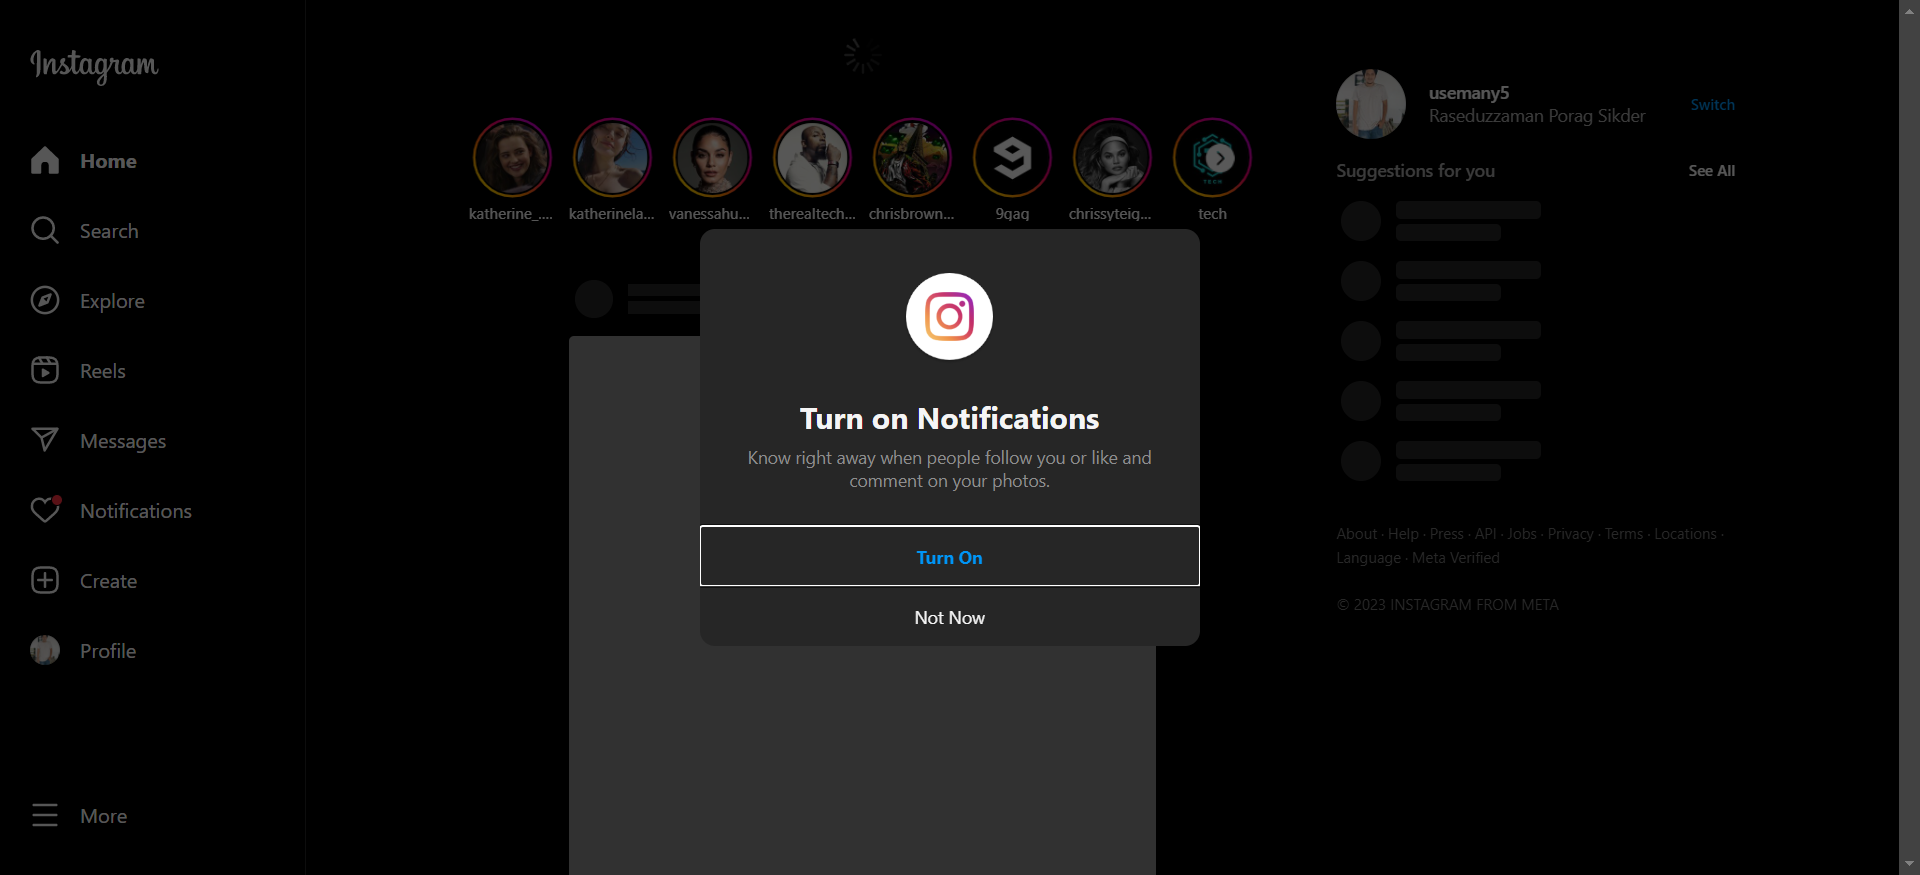 Instagram
Home
Search
Explore
Reels
Messages
Notifications
Create
Profile
More
katherine_....
katherinela...
vanessahu...
therealtech...
chrisbrown...
9gag
chrissyteig...
tech
TECH
Turn on Notifications
Know right away when people follow you or like and
comment on your photos.
Turn On
Not Now
usemany5
Raseduzzaman Porag Sikder
Switch
Suggestions for you
See All
About · Help · Press · API · Jobs · Privacy · Terms · Locations ·
Language · Meta Verified
© 2023 INSTAGRAM FROM META